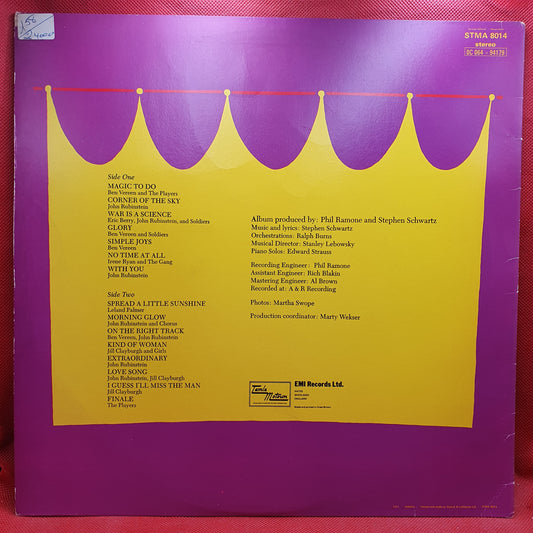 STMA 8014
stereo
0C 064 - 94179
Side One
MAGIC TO DO
Ben Vereen and The Players
CORNER OF THE SKY
John Rubinstein
WAR IS A SCIENCE
Eric Berry, John Rubinstein, and Soldiers
GLORY
Ben Vereen and Soldiers
SIMPLE JOYS
Ben Vereen
NO TIME AT ALL
Irene Ryan and The Gang
WITH YOU
John Rubinstein
Side Two
SPREAD A LITTLE SUNSHINE
Leland Palmer
MORNING GLOW
John Rubinstein and Chorus
ON THE RIGHT TRACK
Ben Vereen, John Rubinstein
KIND OF WOMAN
Jill Clayburgh and Girls
EXTRAORDINARY
John Rubinstein
LOVE SONG
John Rubinstein, Jill Clayburgh
I GUESS I'LL MISS THE MAN
Jill Clayburgh
FINALE
The Players
Album produced by: Phil Ramone and Stephen Schwartz
Music and lyrics: Stephen Schwartz
Orchestrations: Ralph Burns
Musical Director: Stanley Lebowsky
Piano Solos: Edward Strauss
Recording Engineer: Phil Ramone
Assistant Engineer: Rich Blakin
Mastering Engineer: Al Brown
Recorded at: A & R Recording
Photos: Martha Swope
Production coordinator: Marty Wekser
Tamla
Motown
EMI Records Ltd.